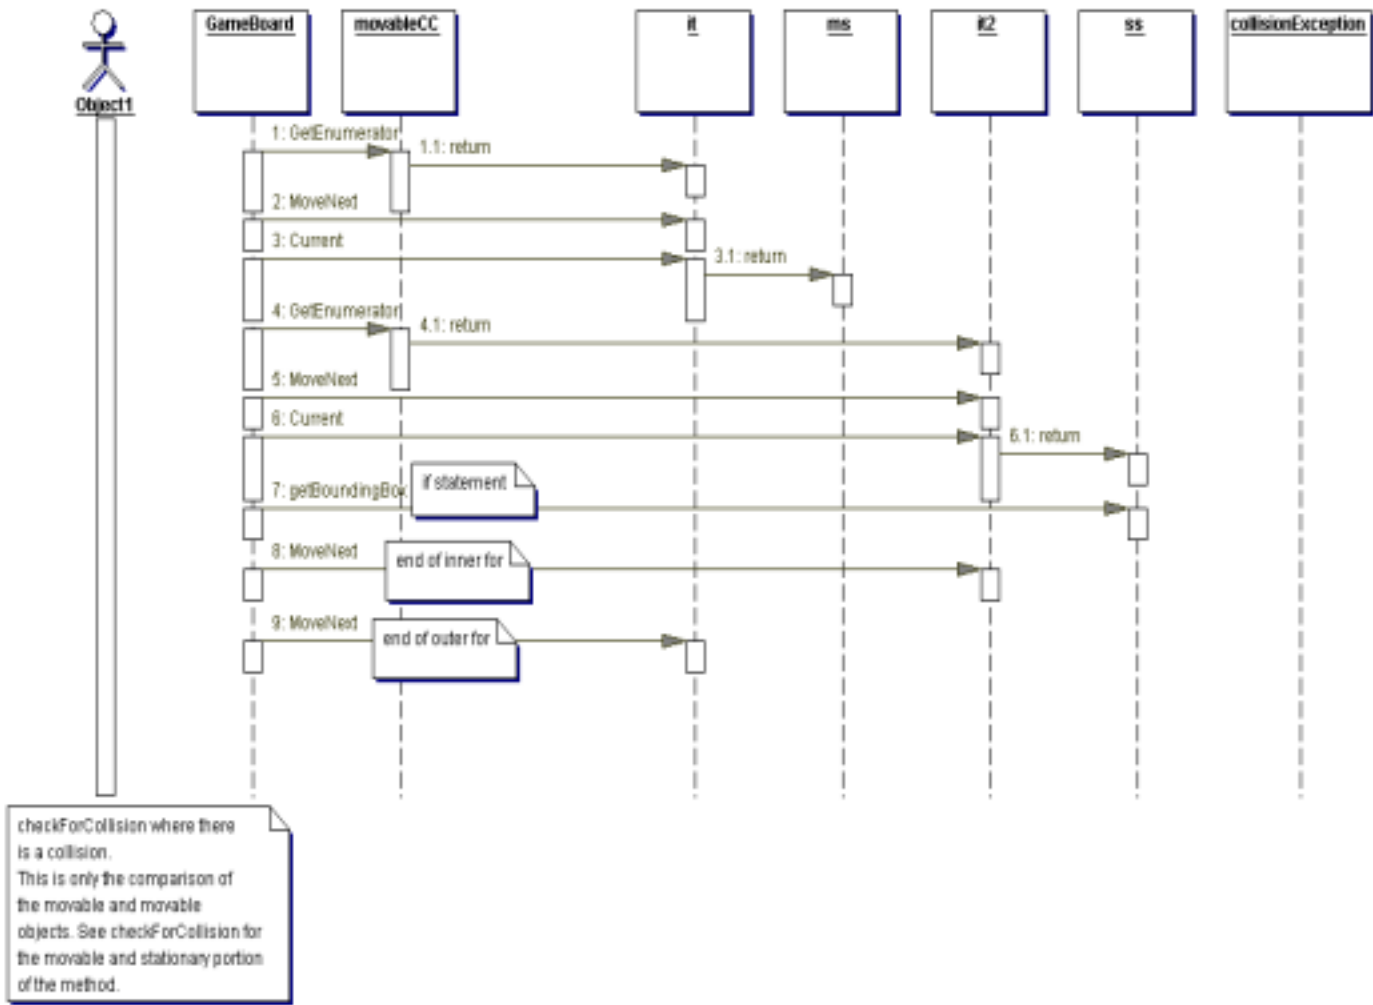 Object1
GameBoard
movableCC
it
ms
it2
ss
collisionException
1: GetEnumerator
1.1: return
2: MoveNext
3: Current
3.1: return
4: GetEnumerator
4.1: return
5: MoveNext
6: Current
6.1: return
7: getBoundingBox
if statement
8: MoveNext
end of inner for
9: MoveNext
end of outer for
checkForCollision where there
is a collision.
This is only the comparison of
the movable and movable
objects. See checkForCollision for
the movable and stationary portion
of the method.